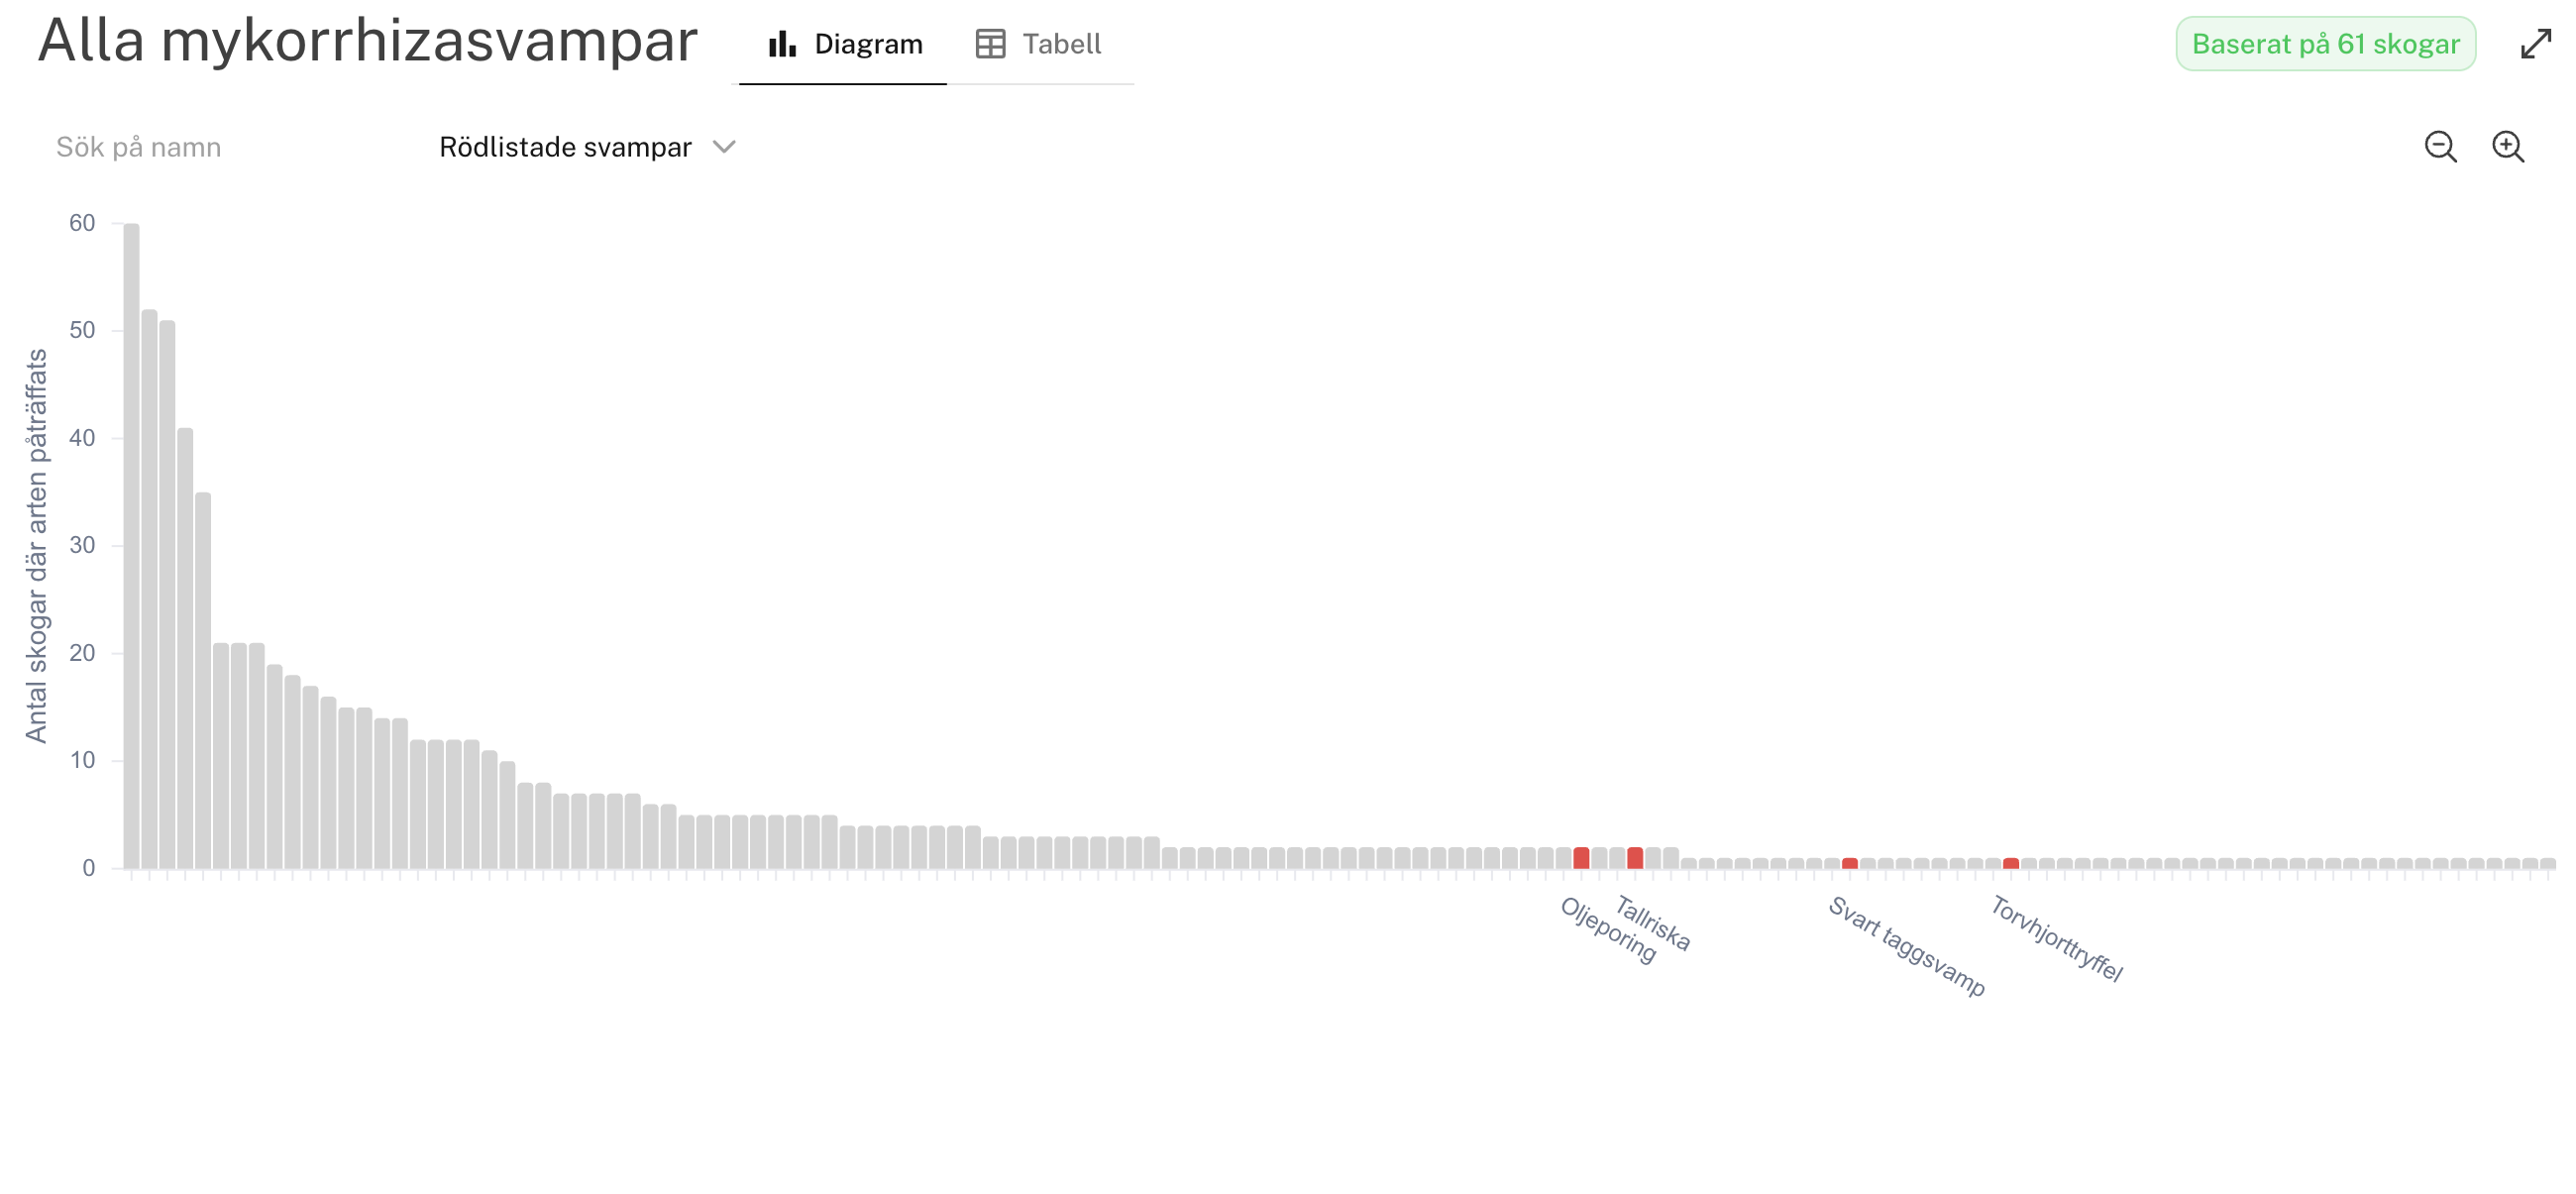 Alla mykorrhizasvampar
Diagram
Tabell
Baserat på 61 skogar
Sök på namn
Rödlistade svampar
Antal skogar där arten påträffats
60
50
40
30
20
10
0
Oljeporing
Tallriska
Svart taggsvamp
Torvhjorttryffel